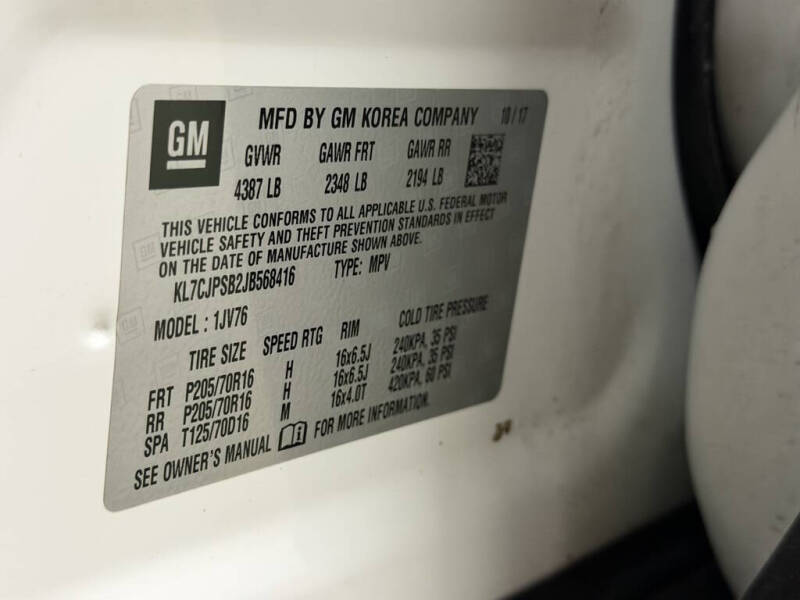 GM
MFD BY GM KOREA COMPANY 10/17
GVWR GAWR FRT GAWR RR
4387 LB 2348 LB 2194 LB
THIS VEHICLE CONFORMS TO ALL APPLICABLE U.S. FEDERAL MOTOR
VEHICLE SAFETY AND THEFT PREVENTION STANDARDS IN EFFECT
ON THE DATE OF MANUFACTURE SHOWN ABOVE.
KL7CJPSB2JB568416 TYPE: MPV
MODEL: 1JV76
TIRE SIZE SPEED RTG RIM COLD TIRE PRESSURE
FRT P205/70R16 H 16x6.5J 240KPA, 35 PSI
RR P205/70R16 H 16x6.5J 240KPA, 35 PSI
SPA T125/70D16 M 16x4.0T 420KPA, 60 PSI
SEE OWNER'S MANUAL FOR MORE INFORMATION.